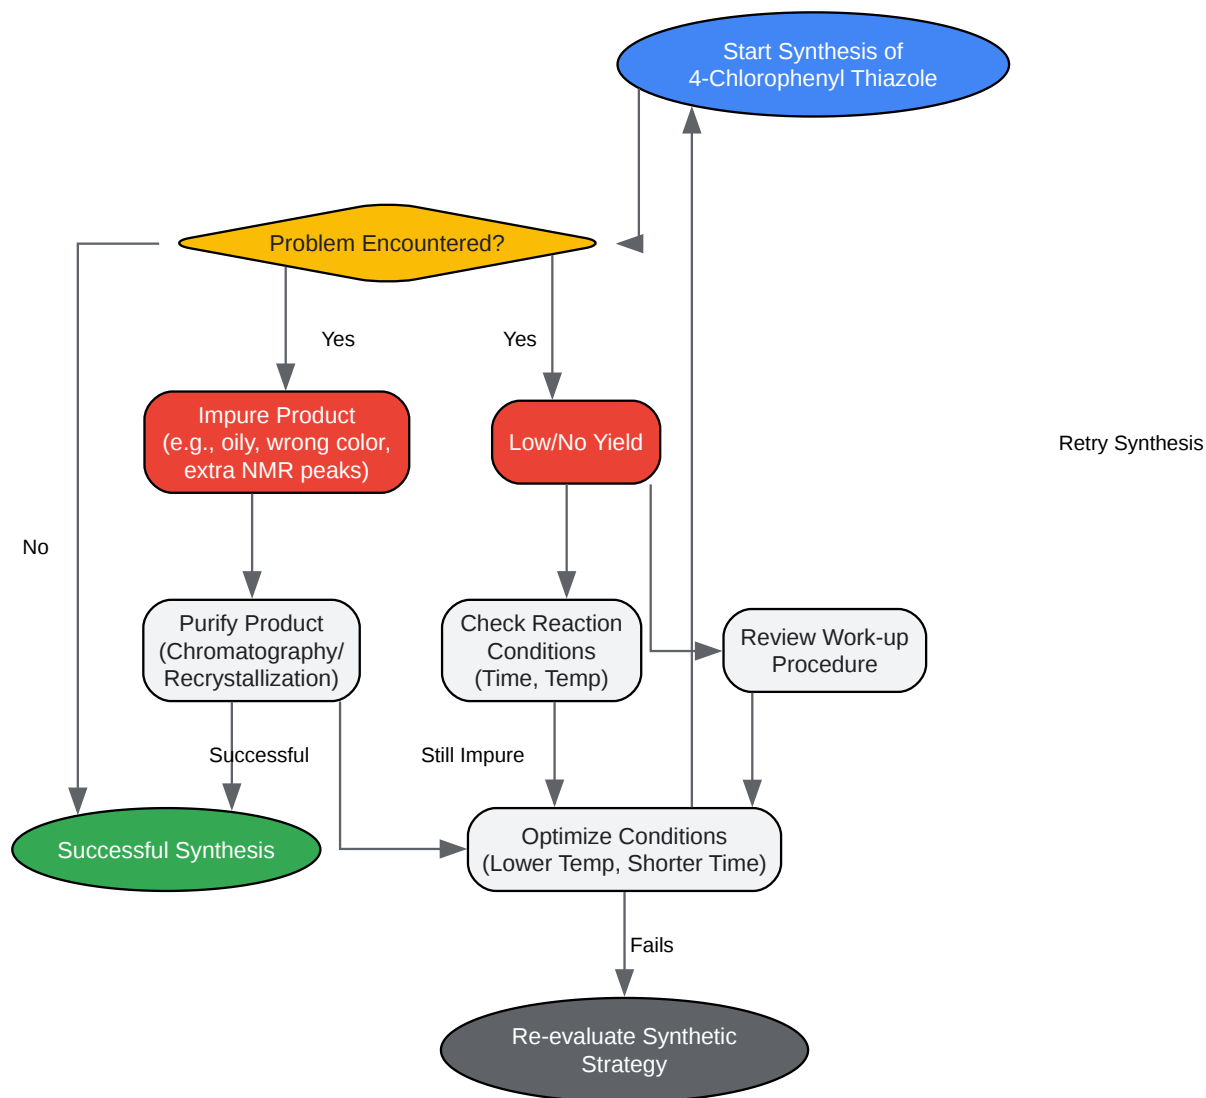 Start Synthesis of
4-Chlorophenyl Thiazole
Problem Encountered?
Yes
Yes
Impure Product
(e.g., oily, wrong color,
extra NMR peaks)
Low/No Yield
Retry Synthesis
No
Purify Product
(Chromatography/
Recrystallization)
Check Reaction
Conditions
(Time, Temp)
Review Work-up
Procedure
Successful
Still Impure
Successful Synthesis
Optimize Conditions
(Lower Temp, Shorter Time)
Fails
Re-evaluate Synthetic
Strategy